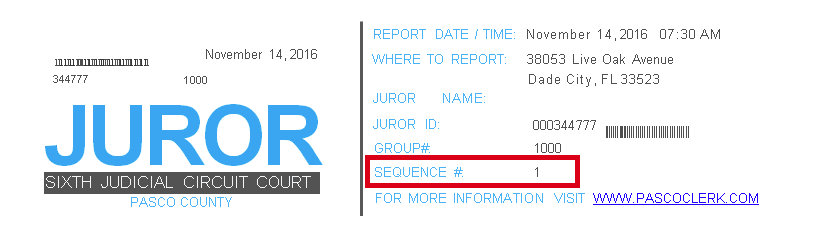 November 14, 2016
344777 1000
JUROR
SIXTH JUDICIAL CIRCUIT COURT
PASCO COUNTY
REPORT DATE / TIME: November 14, 2016 07:30 AM
WHERE TO REPORT: 38053 Live Oak Avenue
Dade City, FL 33523
JUROR NAME:
JUROR ID: 000344777
GROUP#: 1000
SEQUENCE #: 1
FOR MORE INFORMATION VISIT WWW.PASCOCLERK.COM